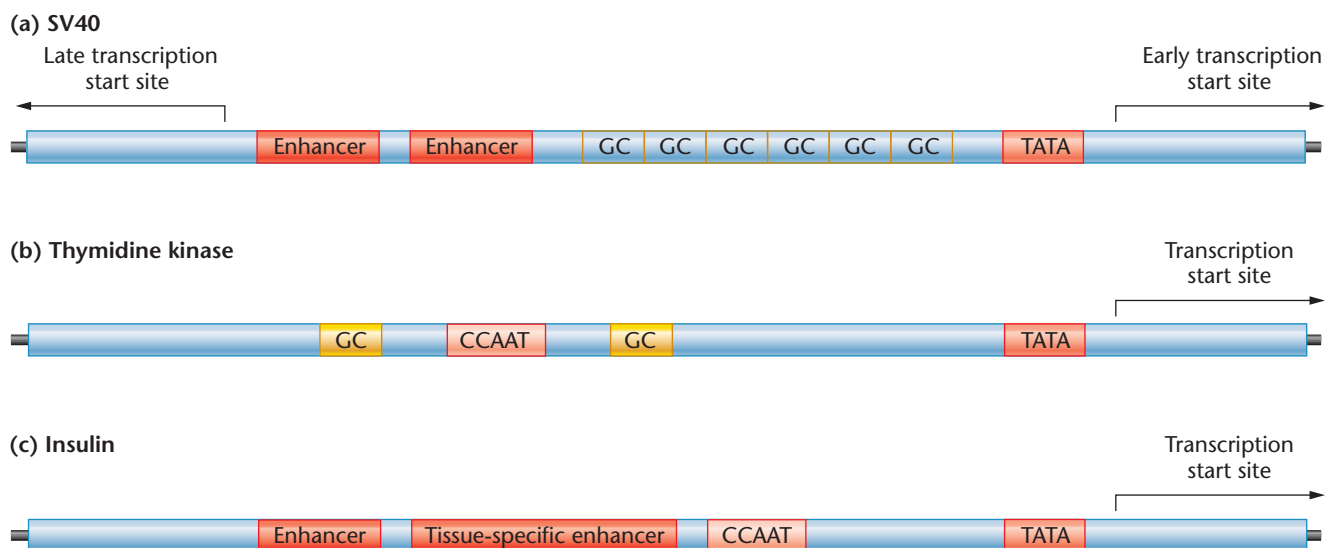 (a) SV40
Late transcription
start site
Early transcription
start site
Enhancer Enhancer GC GC GC GC GC GC TATA
(b) Thymidine kinase
Transcription
start site
GC CCAAT GC TATA
(c) Insulin
Transcription
start site
Enhancer Tissue-specific enhancer CCAAT TATA